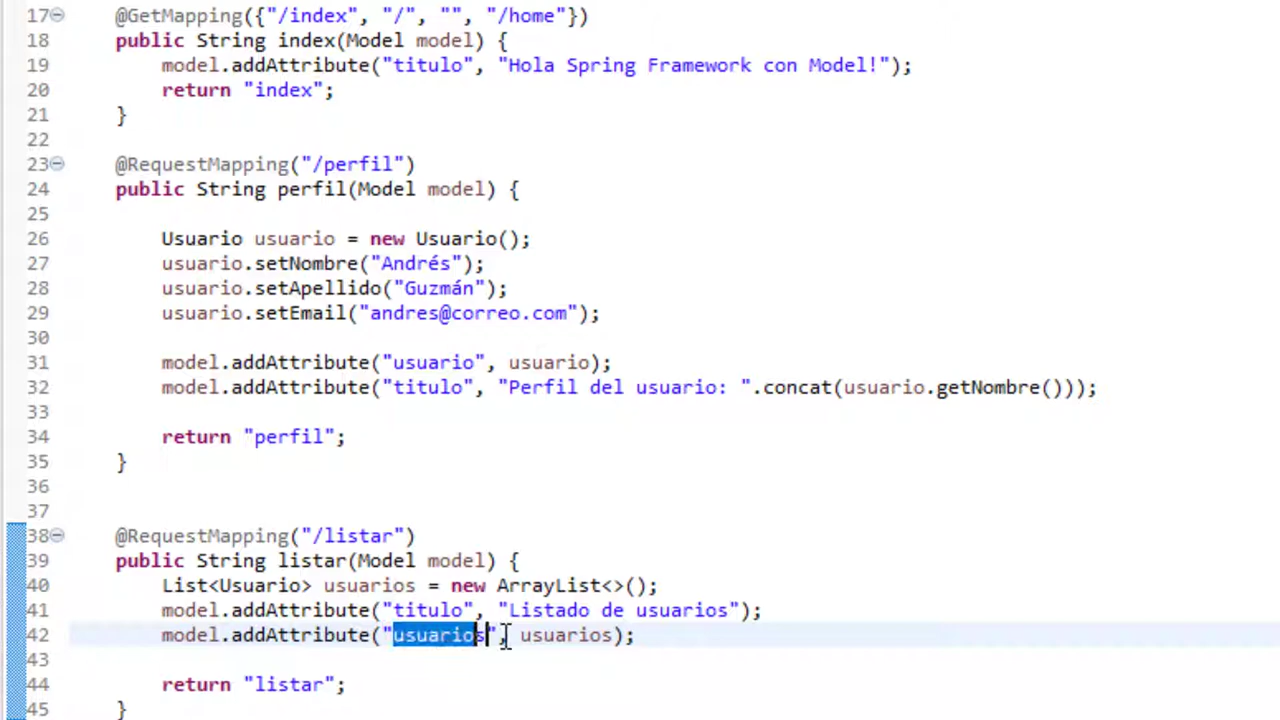 17 @GetMapping({"/index", "/", "", "/home"})
18 public String index(Model model) {
19 model.addAttribute("titulo", "Hola Spring Framework con Model!");
20 return "index";
21 }
22
23 @RequestMapping("/perfil")
24 public String perfil(Model model) {
25
26 Usuario usuario = new Usuario();
27 usuario.setNombre("Andrés");
28 usuario.setApellido("Guzmán");
29 usuario.setEmail("andres@correo.com");
30
31 model.addAttribute("usuario", usuario);
32 model.addAttribute("titulo", "Perfil del usuario: ".concat(usuario.getNombre()));
33
34 return "perfil";
35 }
36
37
38 @RequestMapping("/listar")
39 public String listar(Model model) {
40 List<Usuario> usuarios = new ArrayList<>();
41 model.addAttribute("titulo", "Listado de usuarios");
42 model.addAttribute("usuarios", usuarios);
43
44 return "listar";
45 }